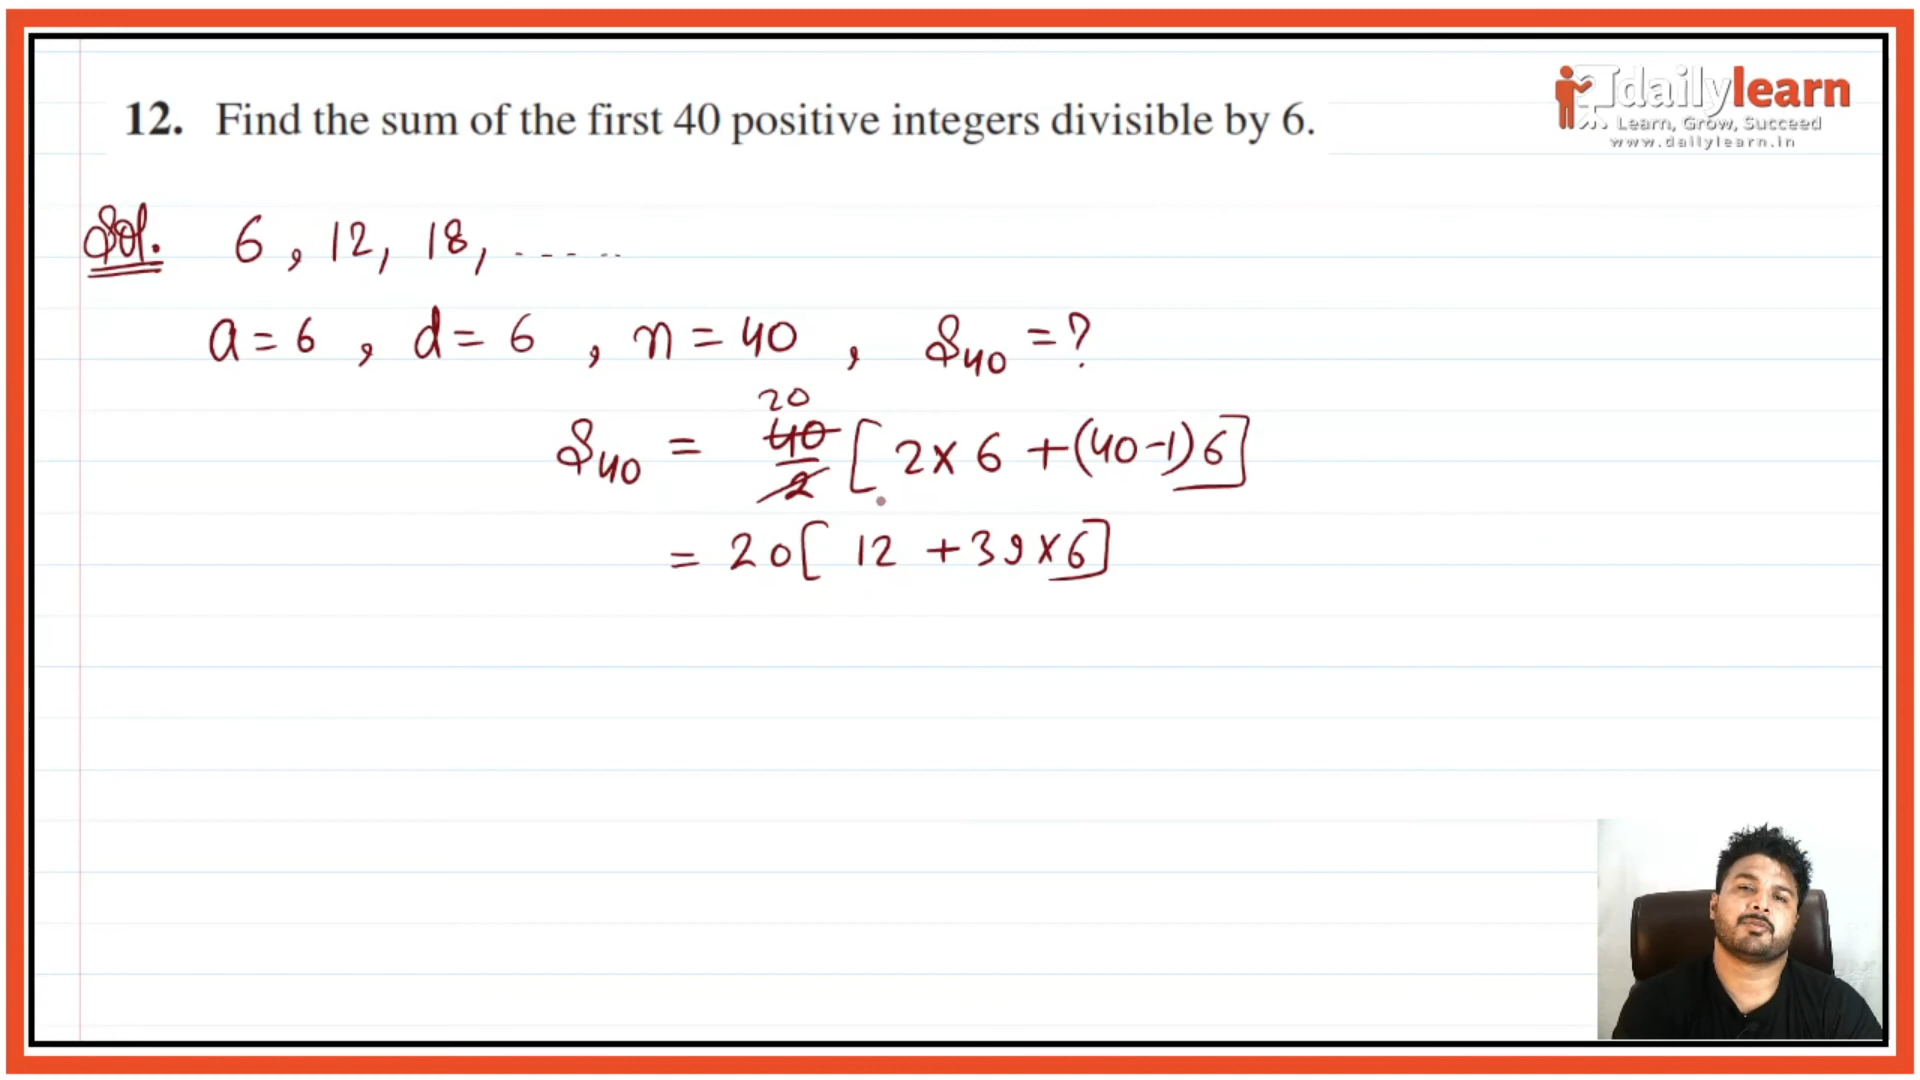 12. Find the sum of the first 40 positive integers divisible by 6.
dailylearn
Learn, Grow, Succeed
www.dailylearn.in
Sol. 6, 12, 18, .....
a = 6, d = 6, n = 40, S40 = ?
20
S40 = 40/2 [2 × 6 + (40-1)6]
= 20[12 + 39 × 6]